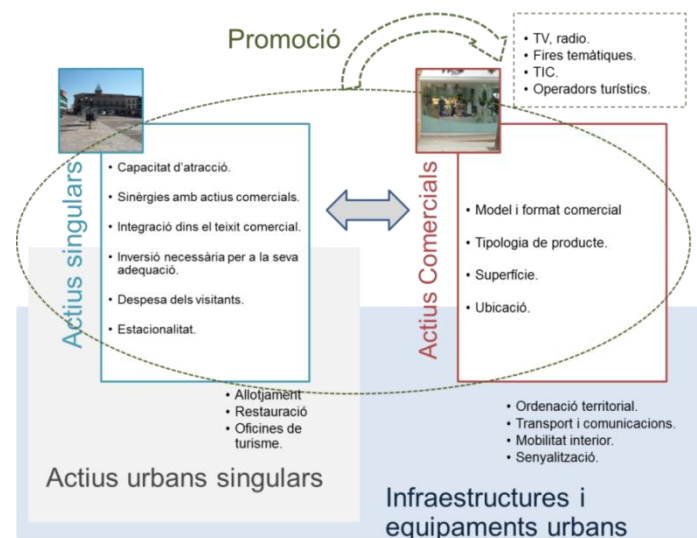 Promoció
• TV, radio.
• Fires temàtiques.
• TIC.
• Operadors turístics.
Actius singulars
• Capacitat d'atracció.
• Sinèrgies amb actius comercials.
• Integració dins el teixit comercial.
• Inversió necessària per a la seva
adequació.
• Despesa dels visitants.
• Estacionalitat.
Actius Comercials
• Model i format comercial
• Tipologia de producte.
• Superfície.
• Ubicació.
• Allotjament
• Restauració
• Oficines de
turisme.
Actius urbans singulars
• Ordenació territorial.
• Transport i comunicacions.
• Mobilitat interior.
• Senyalització.
Infraestructures i
equipaments urbans